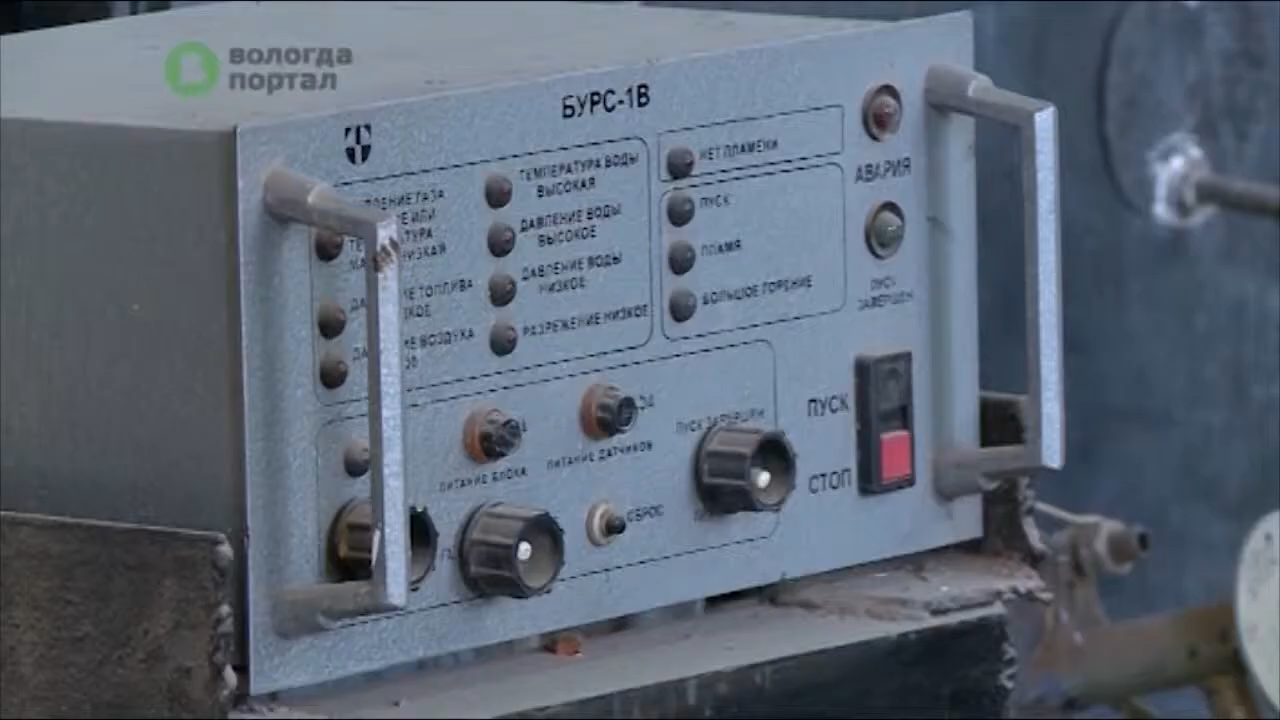 вологда
портал
БУРС-1В
ТЕМПЕРАТУРА ВОДЫ
ВЫСОКАЯ
ДАВЛЕНИЕ ВОДЫ
ВЫСОКОЕ
ДАВЛЕНИЕ ВОДЫ
НИЗКОЕ
РАЗРЕЖЕНИЕ НИЗКОЕ
НЕТ ПЛАМЕНИ
ПУСК
ПЛАМЯ
БОЛЬШОЕ ГОРЕНИЕ
АВАРИЯ
ПУСК
ЗАВЕРШЕН
ПИТАНИЕ БЛОКА
ПИТАНИЕ ДАТЧИКОВ
ПУСК ЗАВЕРШЕН
СБРОС
ПУСК
СТОП